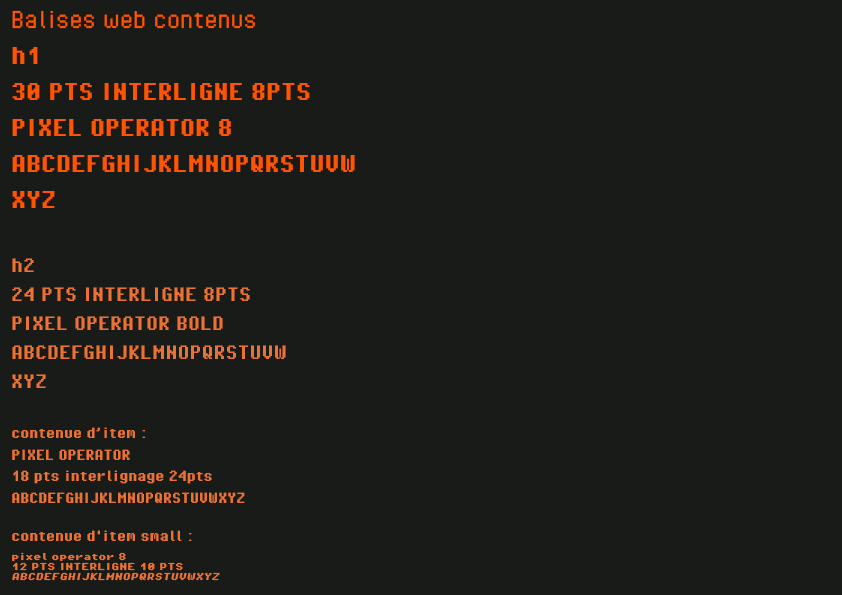 Balises web contenus
h1
30 PTS INTERLIGNE 8PTS
PIXEL OPERATOR 8
ABCDEFGHIJKLMNOPQRSTUVW
XYZ
h2
24 PTS INTERLIGNE 8PTS
PIXEL OPERATOR BOLD
ABCDEFGHIJKLMNOPQRSTUVW
XYZ
contenue d’item :
PIXEL OPERATOR
18 pts interlignage 24pts
ABCDEFGHIJKLMNOPQRSTUVWXYZ
contenue d'item small :
pixel operator 8
12 PTS INTERLIGNE 10 PTS
ABCDEFGHIJKLMNOPQRSTUVWXYZ